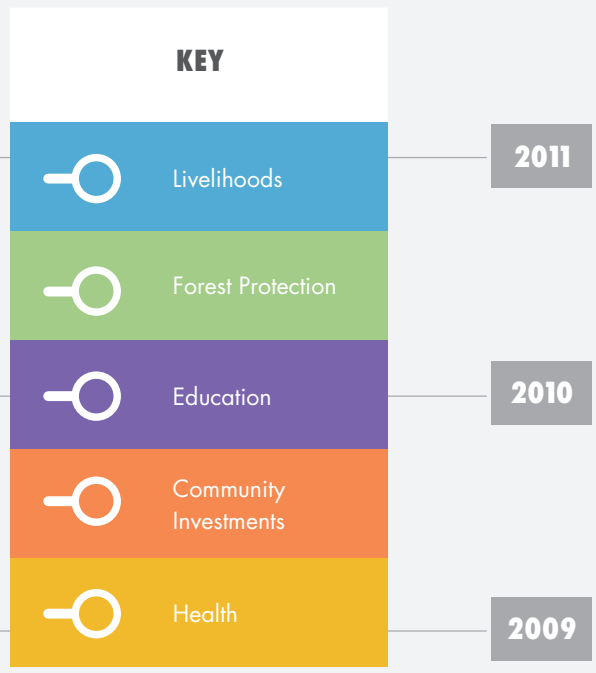 KEY
Livelihoods
Forest Protection
Education
Community
Investments
Health
2011
2010
2009